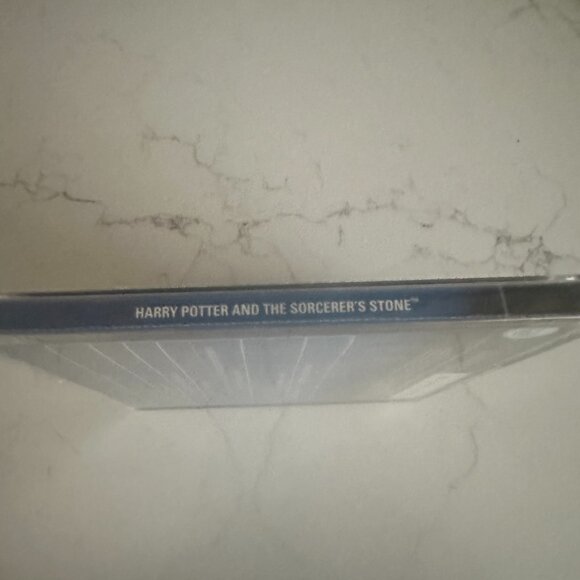 HARRY POTTER AND THE SORCERER'S STONE™